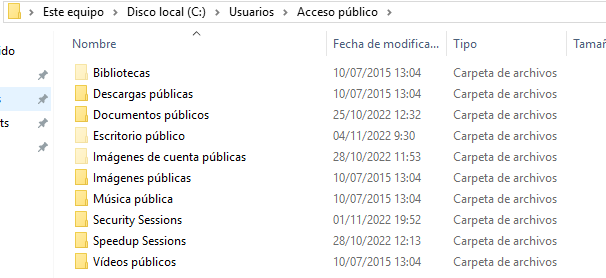 Este equipo > Disco local (C:) > Usuarios > Acceso público >
Nombre Fecha de modifica... Tipo Tamañ
Bibliotecas 10/07/2015 13:04 Carpeta de archivos
Descargas públicas 10/07/2015 13:04 Carpeta de archivos
Documentos públicos 25/10/2022 12:32 Carpeta de archivos
Escritorio público 04/11/2022 9:30 Carpeta de archivos
Imágenes de cuenta públicas 28/10/2022 11:53 Carpeta de archivos
Imágenes públicas 10/07/2015 13:04 Carpeta de archivos
Música pública 10/07/2015 13:04 Carpeta de archivos
Security Sessions 01/11/2022 19:52 Carpeta de archivos
Speedup Sessions 28/10/2022 12:13 Carpeta de archivos
Vídeos públicos 10/07/2015 13:04 Carpeta de archivos
ido
s
ts